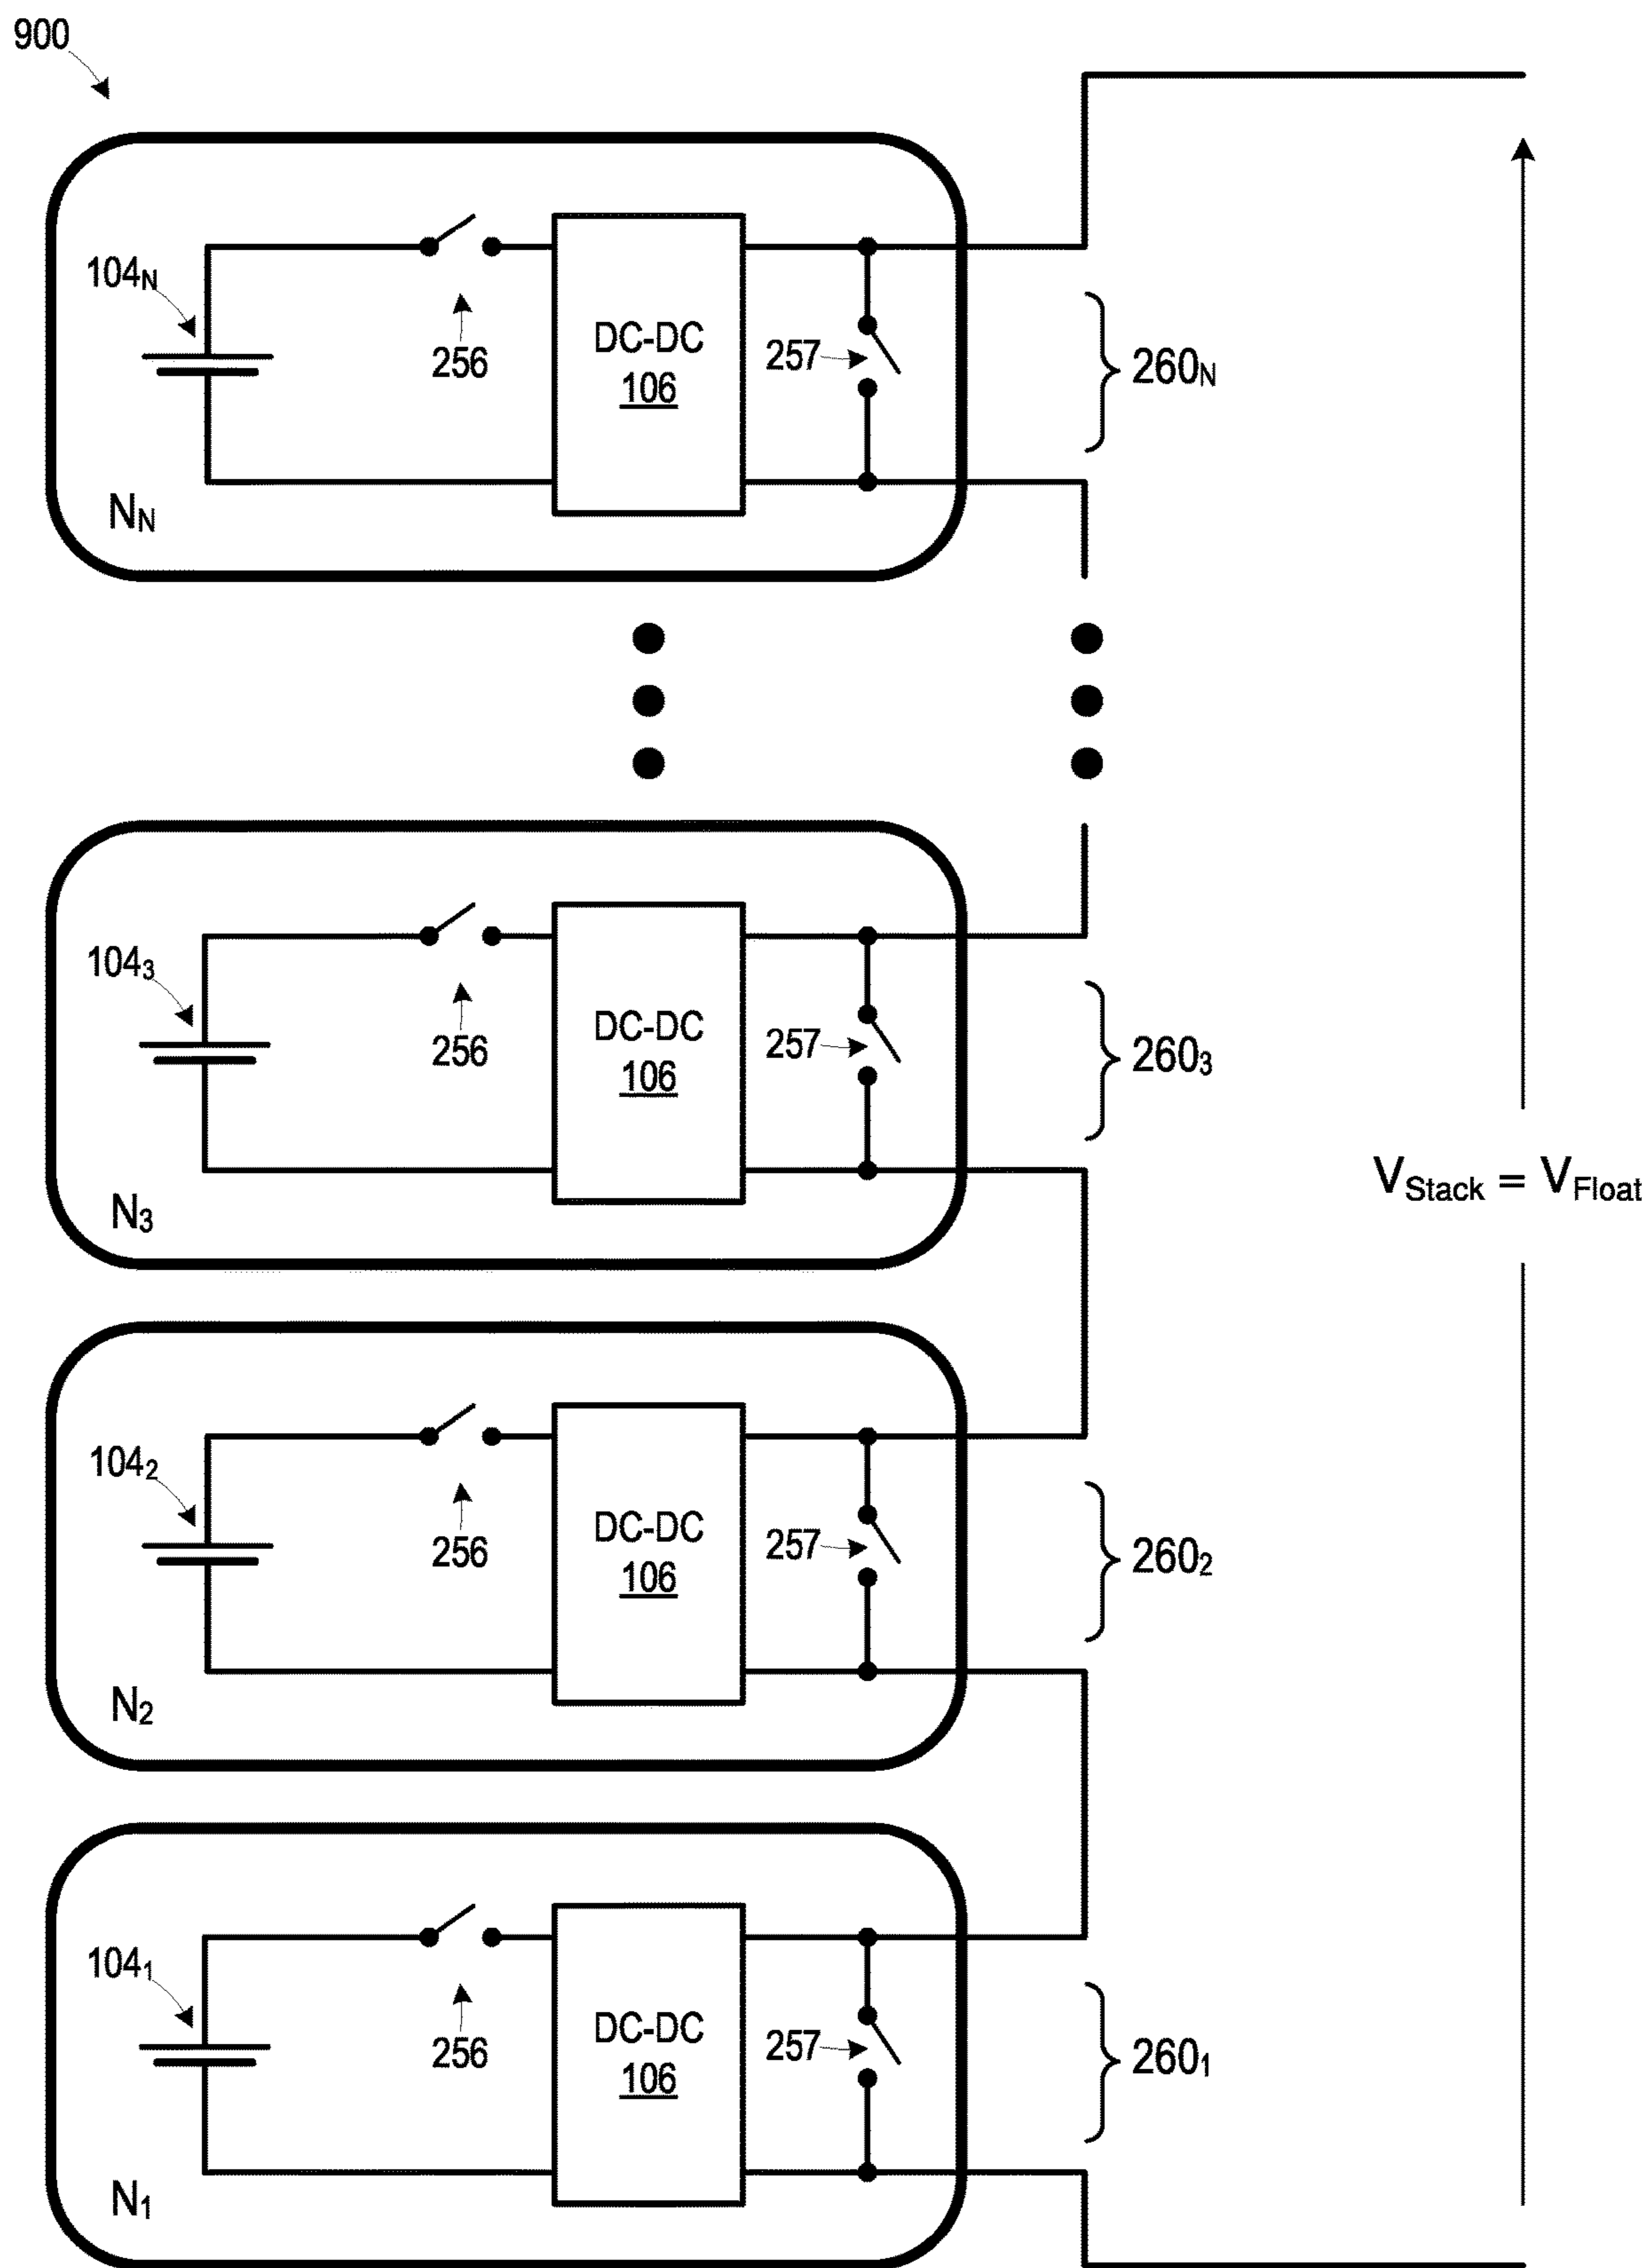 900
104N
256
DC-DC
106
257
260N
NN
1043
256
DC-DC
106
257
2603
N3
VStack = VFloat
1042
256
DC-DC
106
257
2602
N2
1041
256
DC-DC
106
257
2601
N1